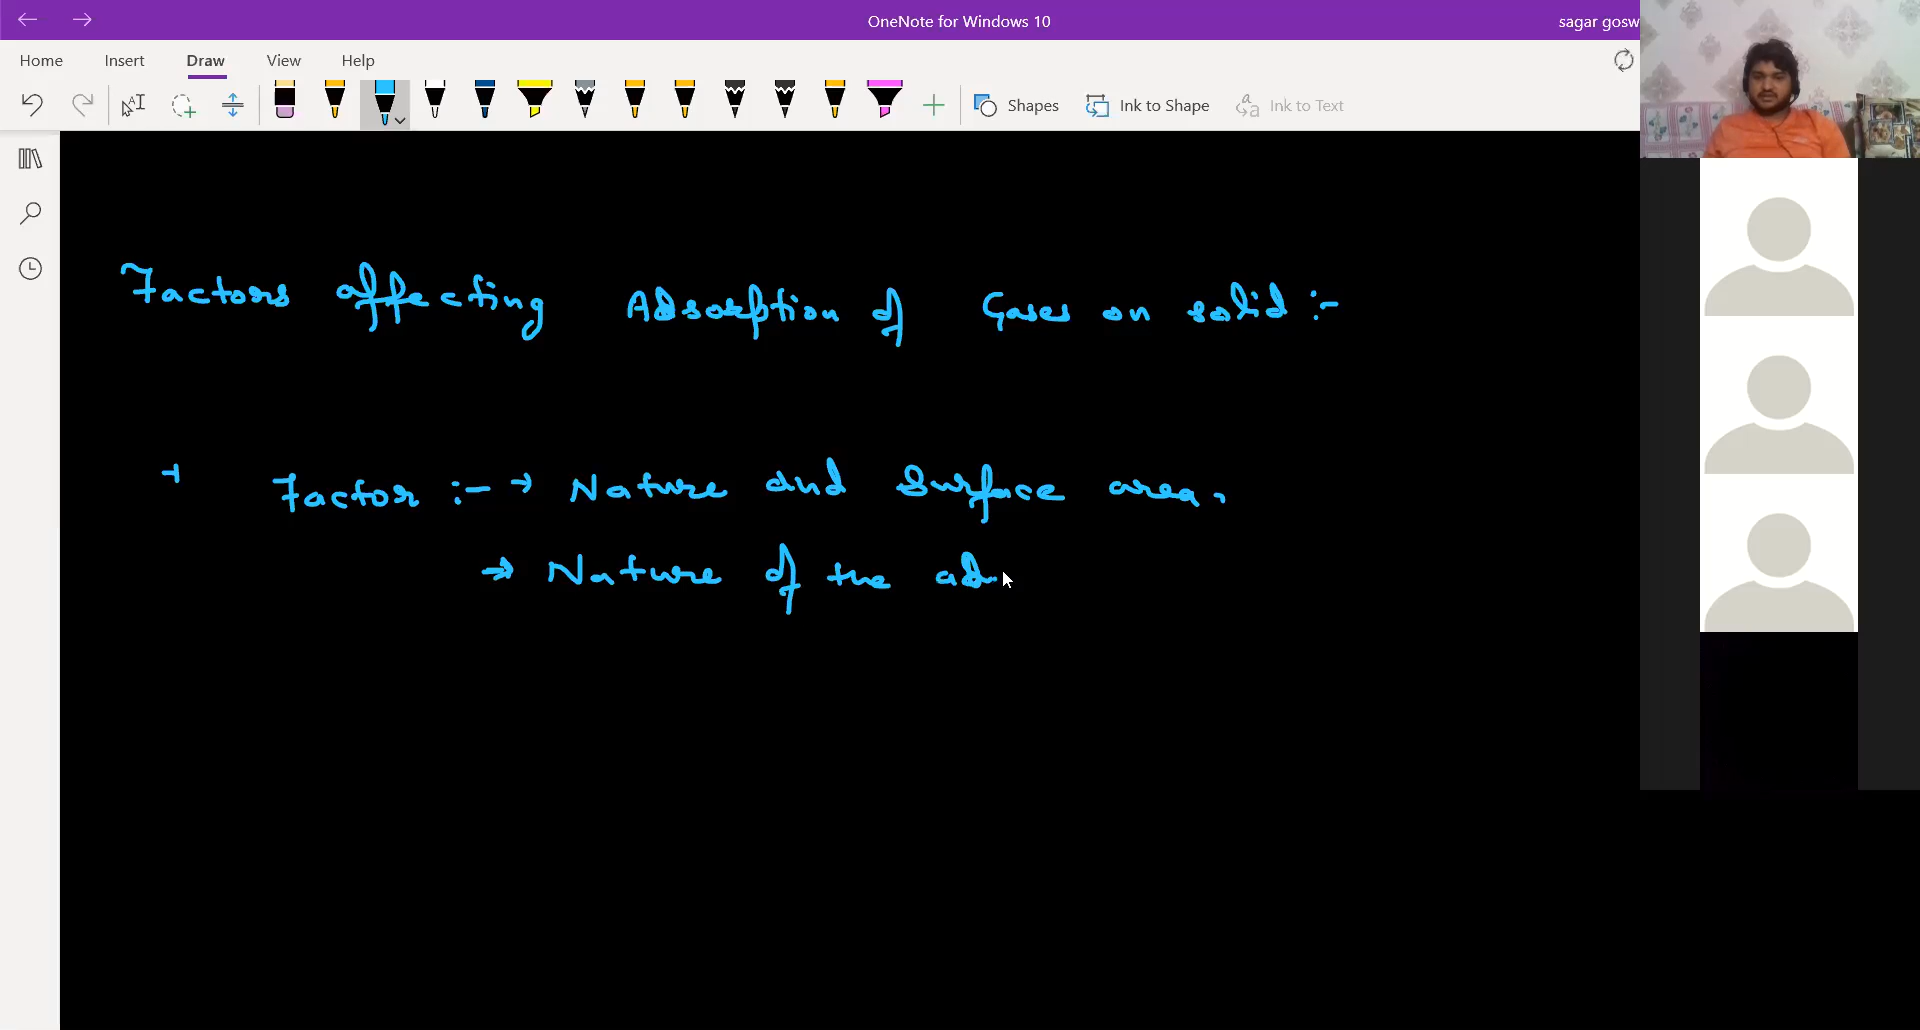 OneNote for Windows 10
sagar gosw
Home Insert Draw View Help
Shapes Ink to Shape Ink to Text
Factors affecting Adsorption of Gases on solid :-
Factor :- → Nature and Surface area,
→ Nature of the ad